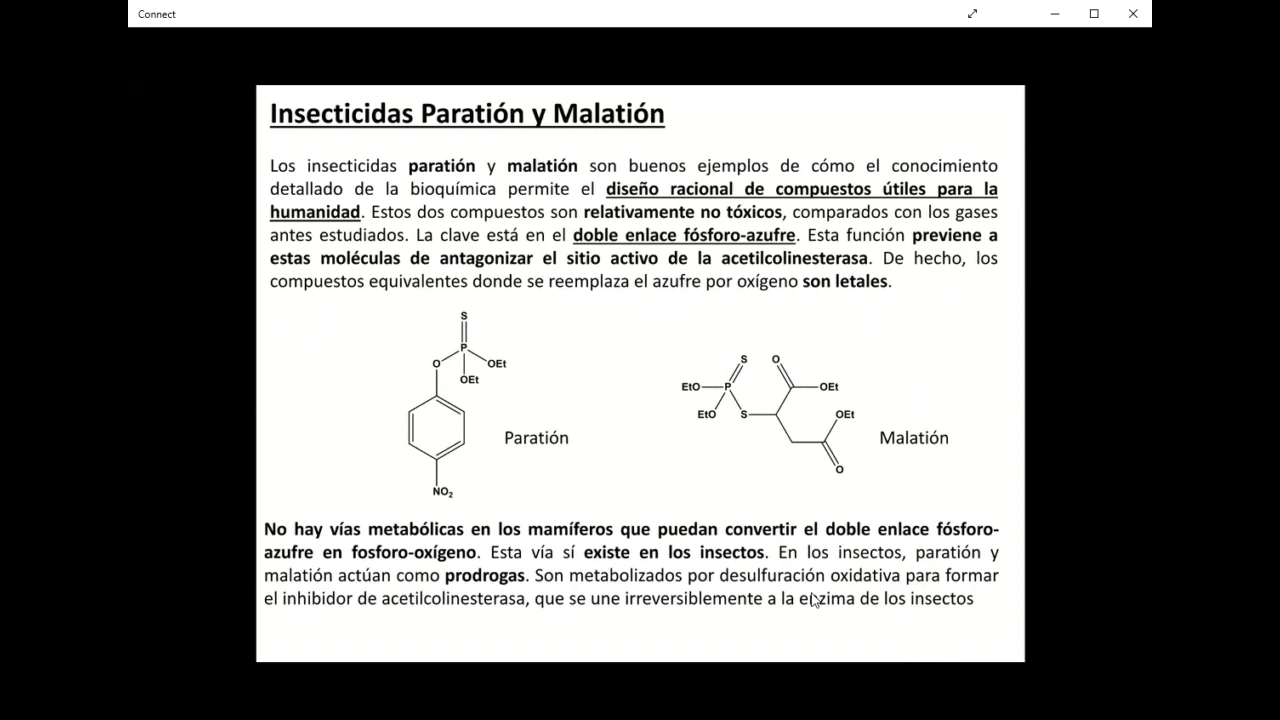 Connect
Insecticidas Paratión y Malatión
Los insecticidas paratión y malatión son buenos ejemplos de cómo el conocimiento
detallado de la bioquímica permite el diseño racional de compuestos útiles para la
humanidad. Estos dos compuestos son relativamente no tóxicos, comparados con los gases
antes estudiados. La clave está en el doble enlace fósforo-azufre. Esta función previene a
estas moléculas de antagonizar el sitio activo de la acetilcolinesterasa. De hecho, los
compuestos equivalentes donde se reemplaza el azufre por oxígeno son letales.
S
P
O
OEt
OEt
NO2
Paratión
S
O
EtO
P
OEt
EtO
S
OEt
O
Malatión
No hay vías metabólicas en los mamíferos que puedan convertir el doble enlace fósforo-
azufre en fosforo-oxígeno. Esta vía sí existe en los insectos. En los insectos, paratión y
malatión actúan como prodrogas. Son metabolizados por desulfuración oxidativa para formar
el inhibidor de acetilcolinesterasa, que se une irreversiblemente a la enzima de los insectos